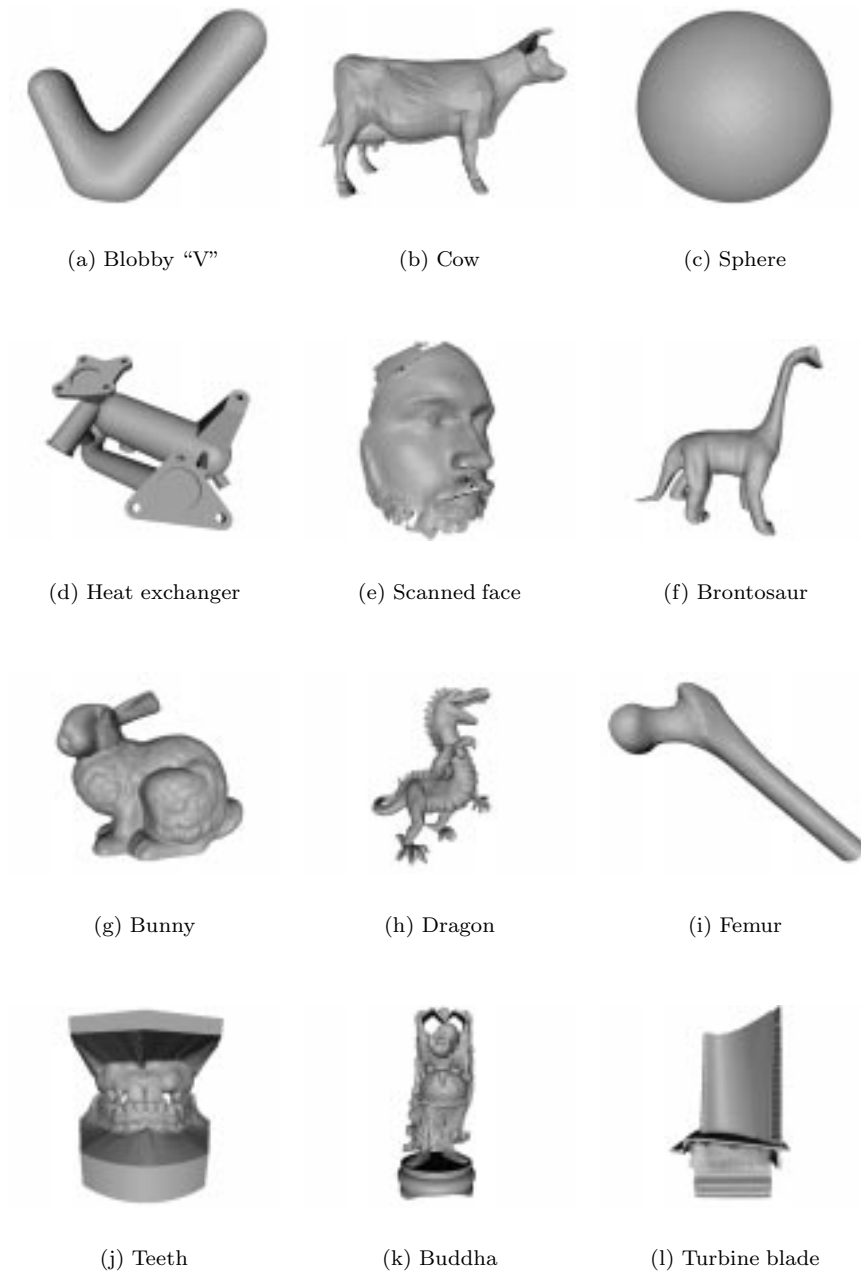 (a) Blobby “V”
(b) Cow
(c) Sphere
(d) Heat exchanger
(e) Scanned face
(f) Brontosaur
(g) Bunny
(h) Dragon
(i) Femur
(j) Teeth
(k) Buddha
(l) Turbine blade